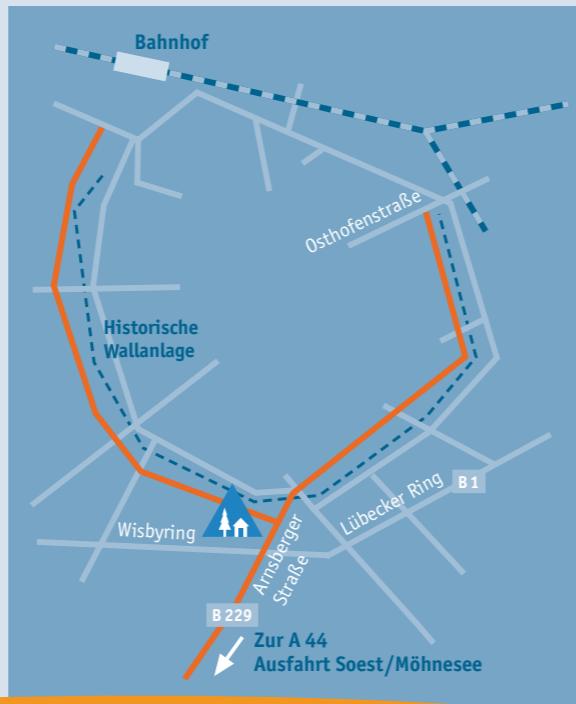 Bahnhof
Osthofenstraße
Historische
Wallanlage
B 1
Lübecker Ring
Wisbyring
Arnsberger
Straße
B 229
Zur A 44
Ausfahrt Soest/Möhnesee